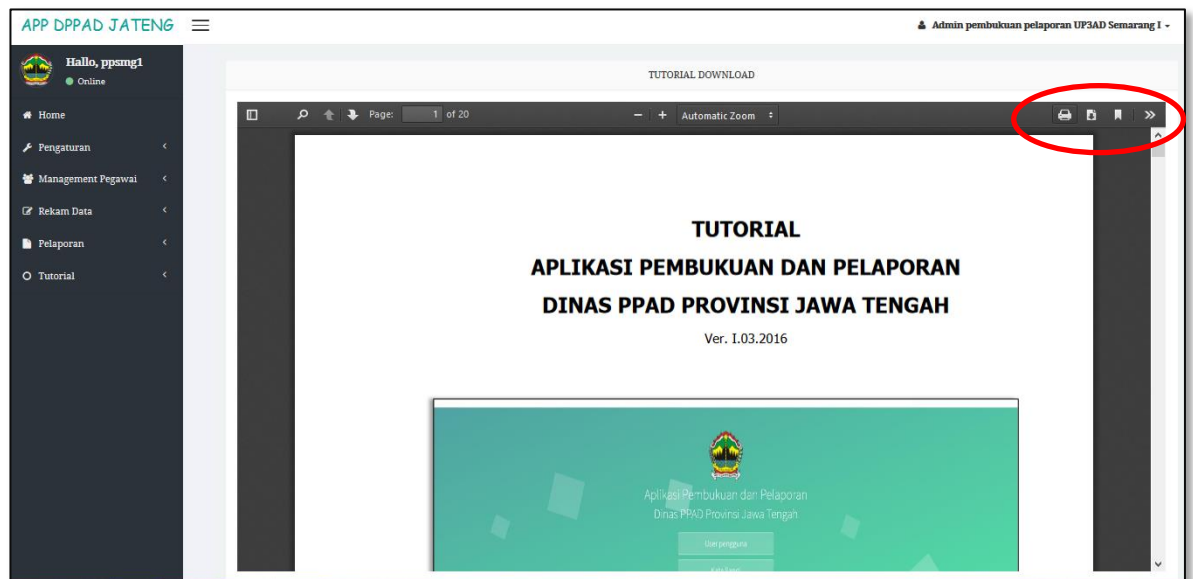 APP DPPAD JATENG
Admin pembukuan pelaporan UP3AD Semarang I
Hallo, ppsmg1
Online
Home
Pengaturan
Management Pegawai
Rekam Data
Pelaporan
Tutorial
TUTORIAL DOWNLOAD
Page: 1 of 20
Automatic Zoom
TUTORIAL
APLIKASI PEMBUKUAN DAN PELAPORAN
DINAS PPAD PROVINSI JAWA TENGAH
Ver. I.03.2016
Aplikasi Pembukuan dan Pelaporan
Dinas PPAD Provinsi Jawa Tengah
User pengguna